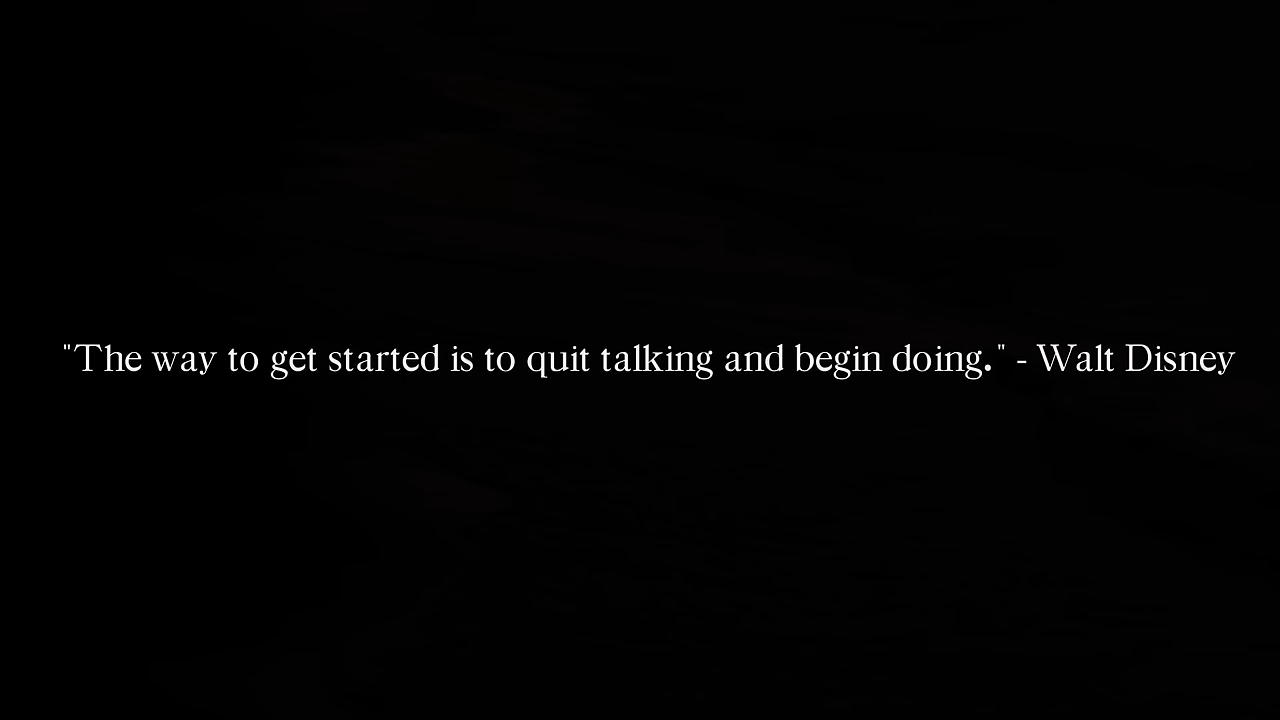 "The way to get started is to quit talking and begin doing." - Walt Disney